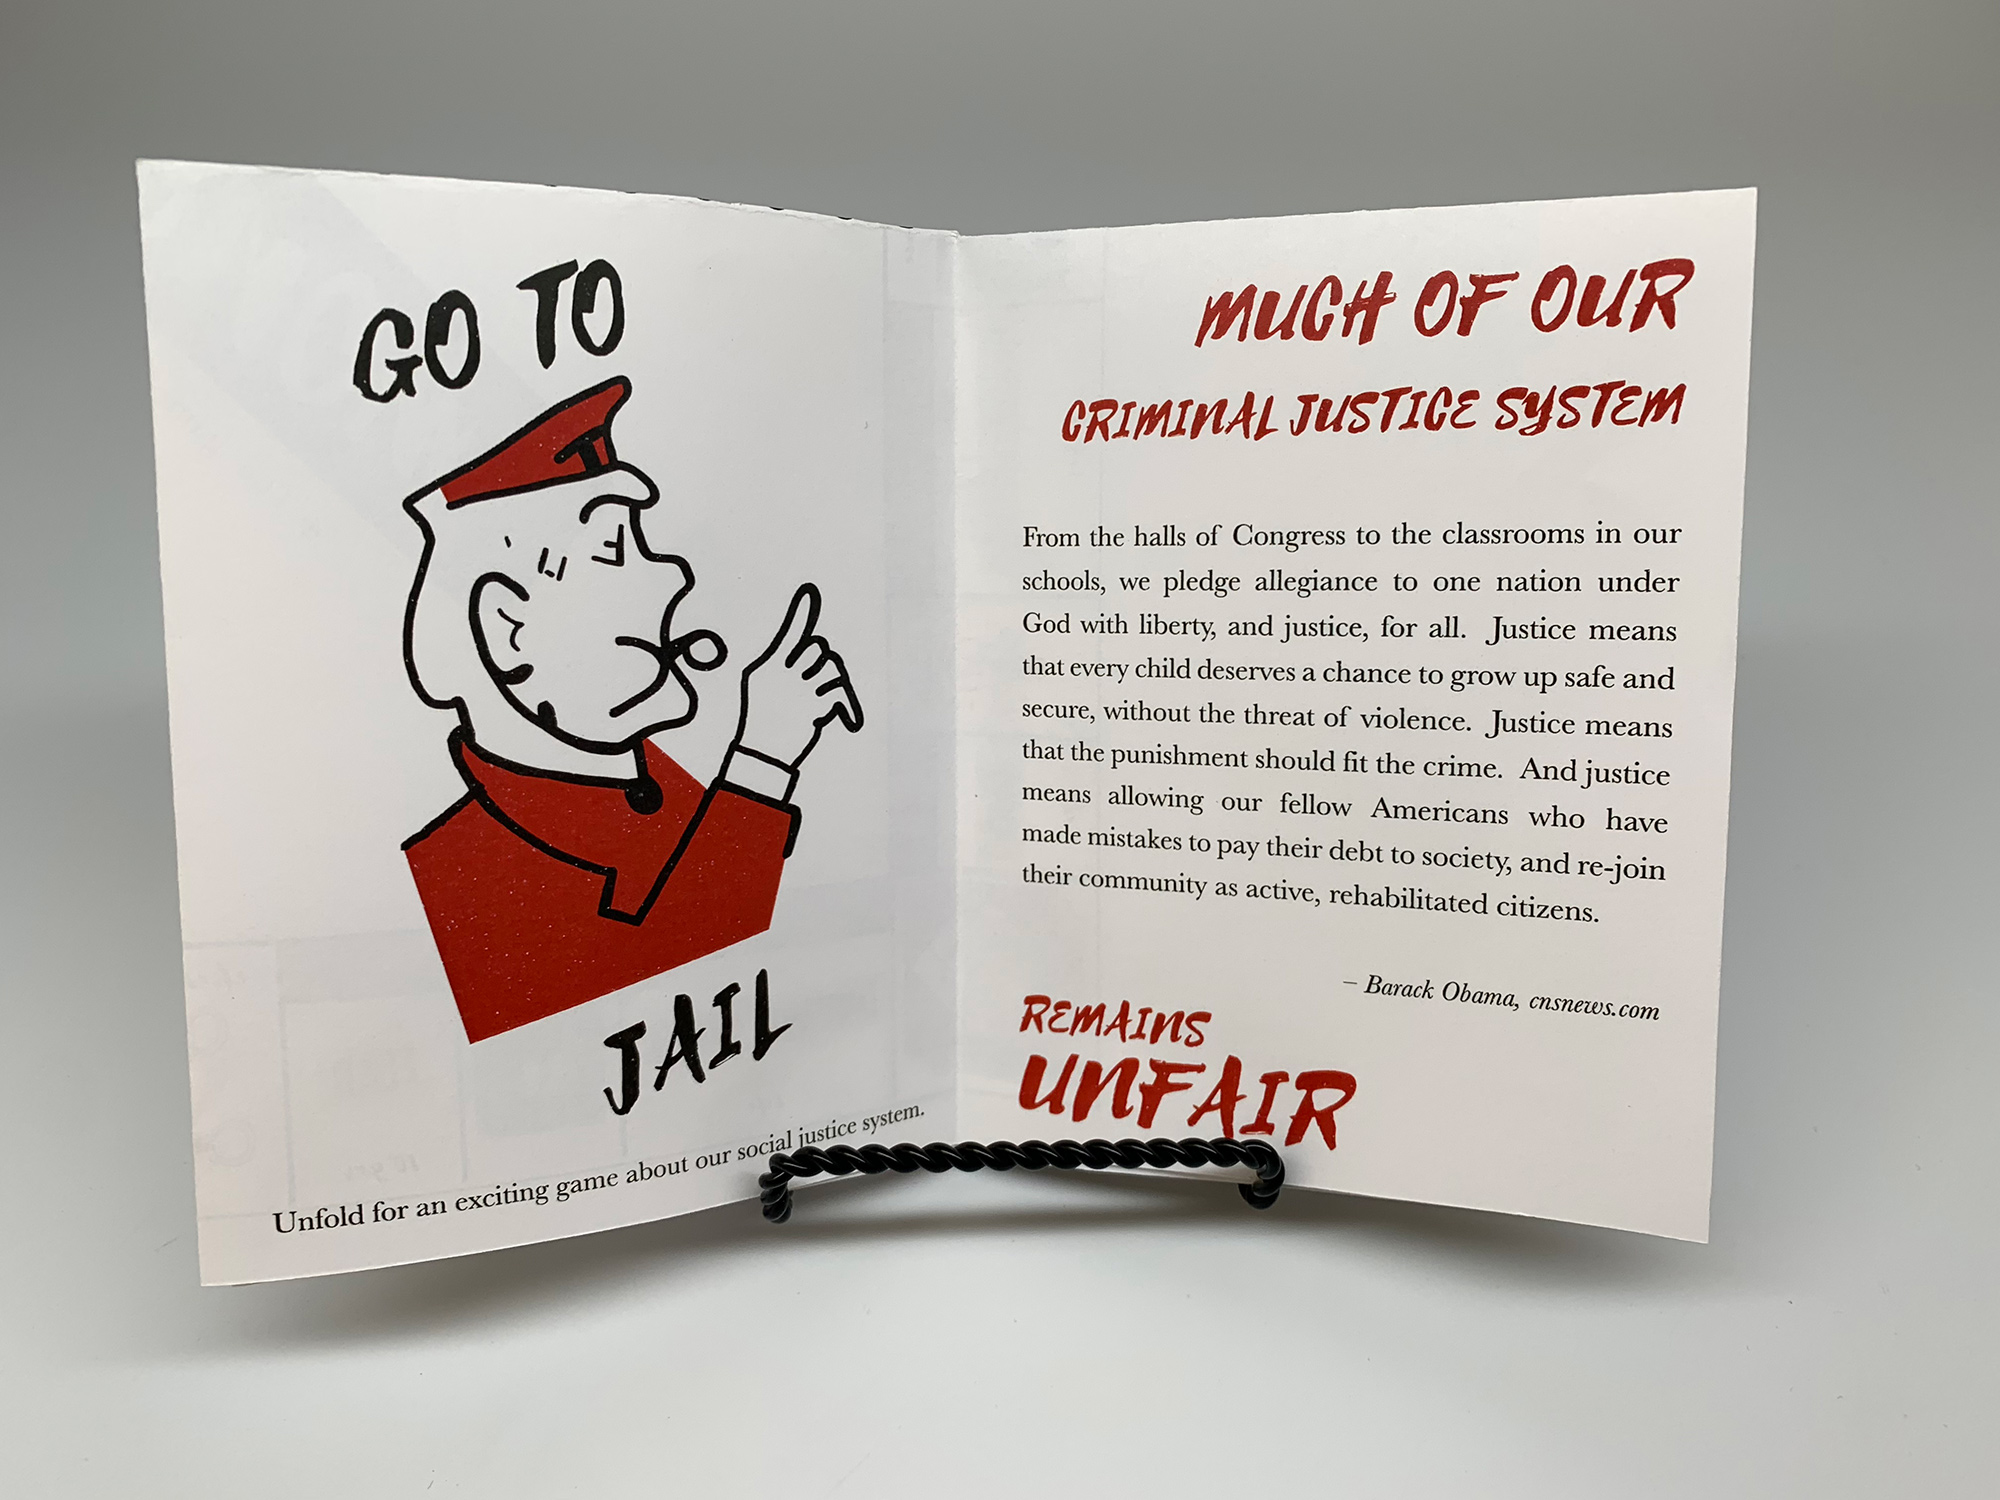 GO TO
JAIL
Unfold for an exciting game about our social justice system.
MUCH OF OUR
CRIMINAL JUSTICE SYSTEM
From the halls of Congress to the classrooms in our
schools, we pledge allegiance to one nation under
God with liberty, and justice, for all. Justice means
that every child deserves a chance to grow up safe and
secure, without the threat of violence. Justice means
that the punishment should fit the crime. And justice
means allowing our fellow Americans who have
made mistakes to pay their debt to society, and re-join
their community as active, rehabilitated citizens.
– Barack Obama, cnsnews.com
REMAINS
UNFAIR